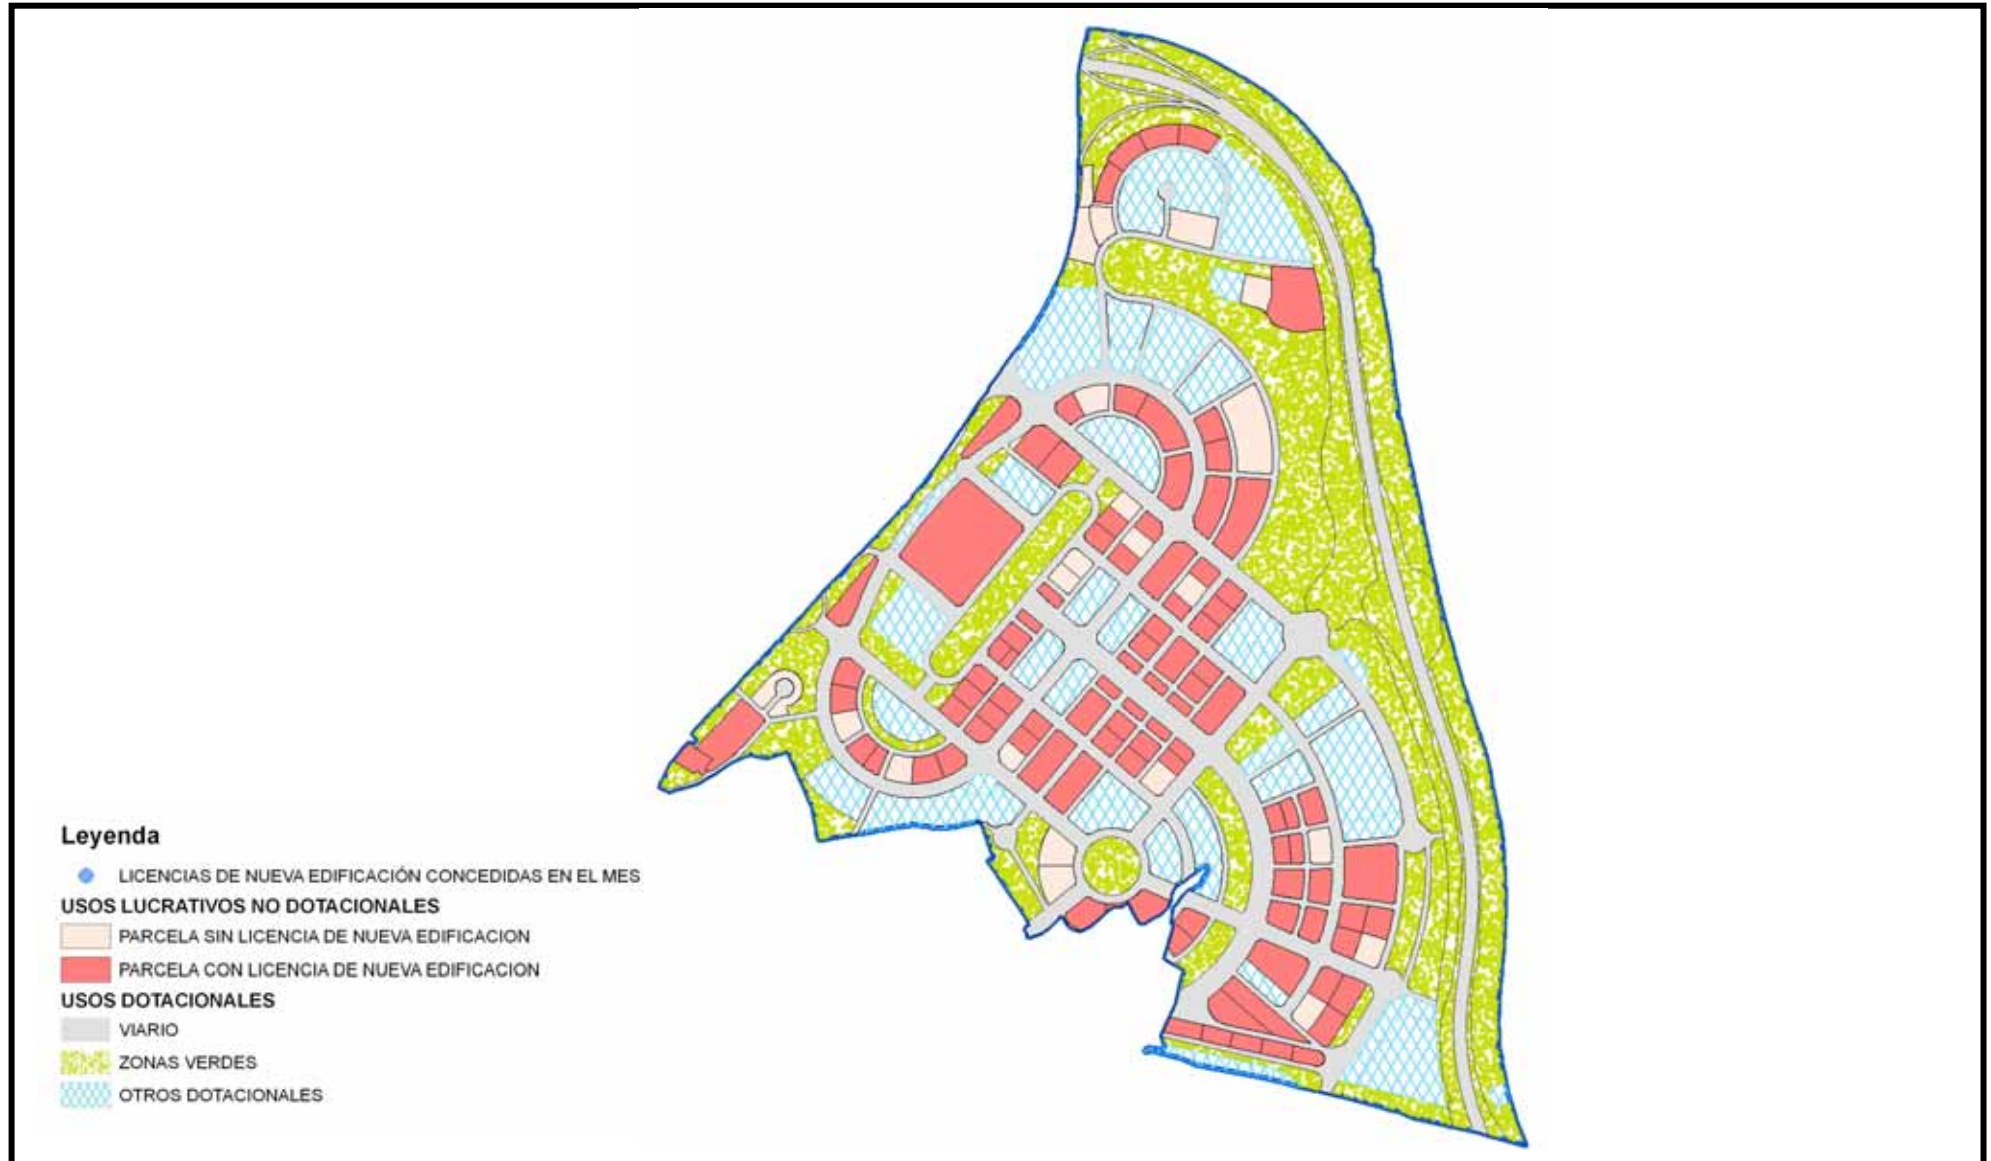 Leyenda
LICENCIAS DE NUEVA EDIFICACIÓN CONCEDIDAS EN EL MES
USOS LUCRATIVOS NO DOTACIONALES
PARCELA SIN LICENCIA DE NUEVA EDIFICACION
PARCELA CON LICENCIA DE NUEVA EDIFICACION
USOS DOTACIONALES
VIARIO
ZONAS VERDES
OTROS DOTACIONALES